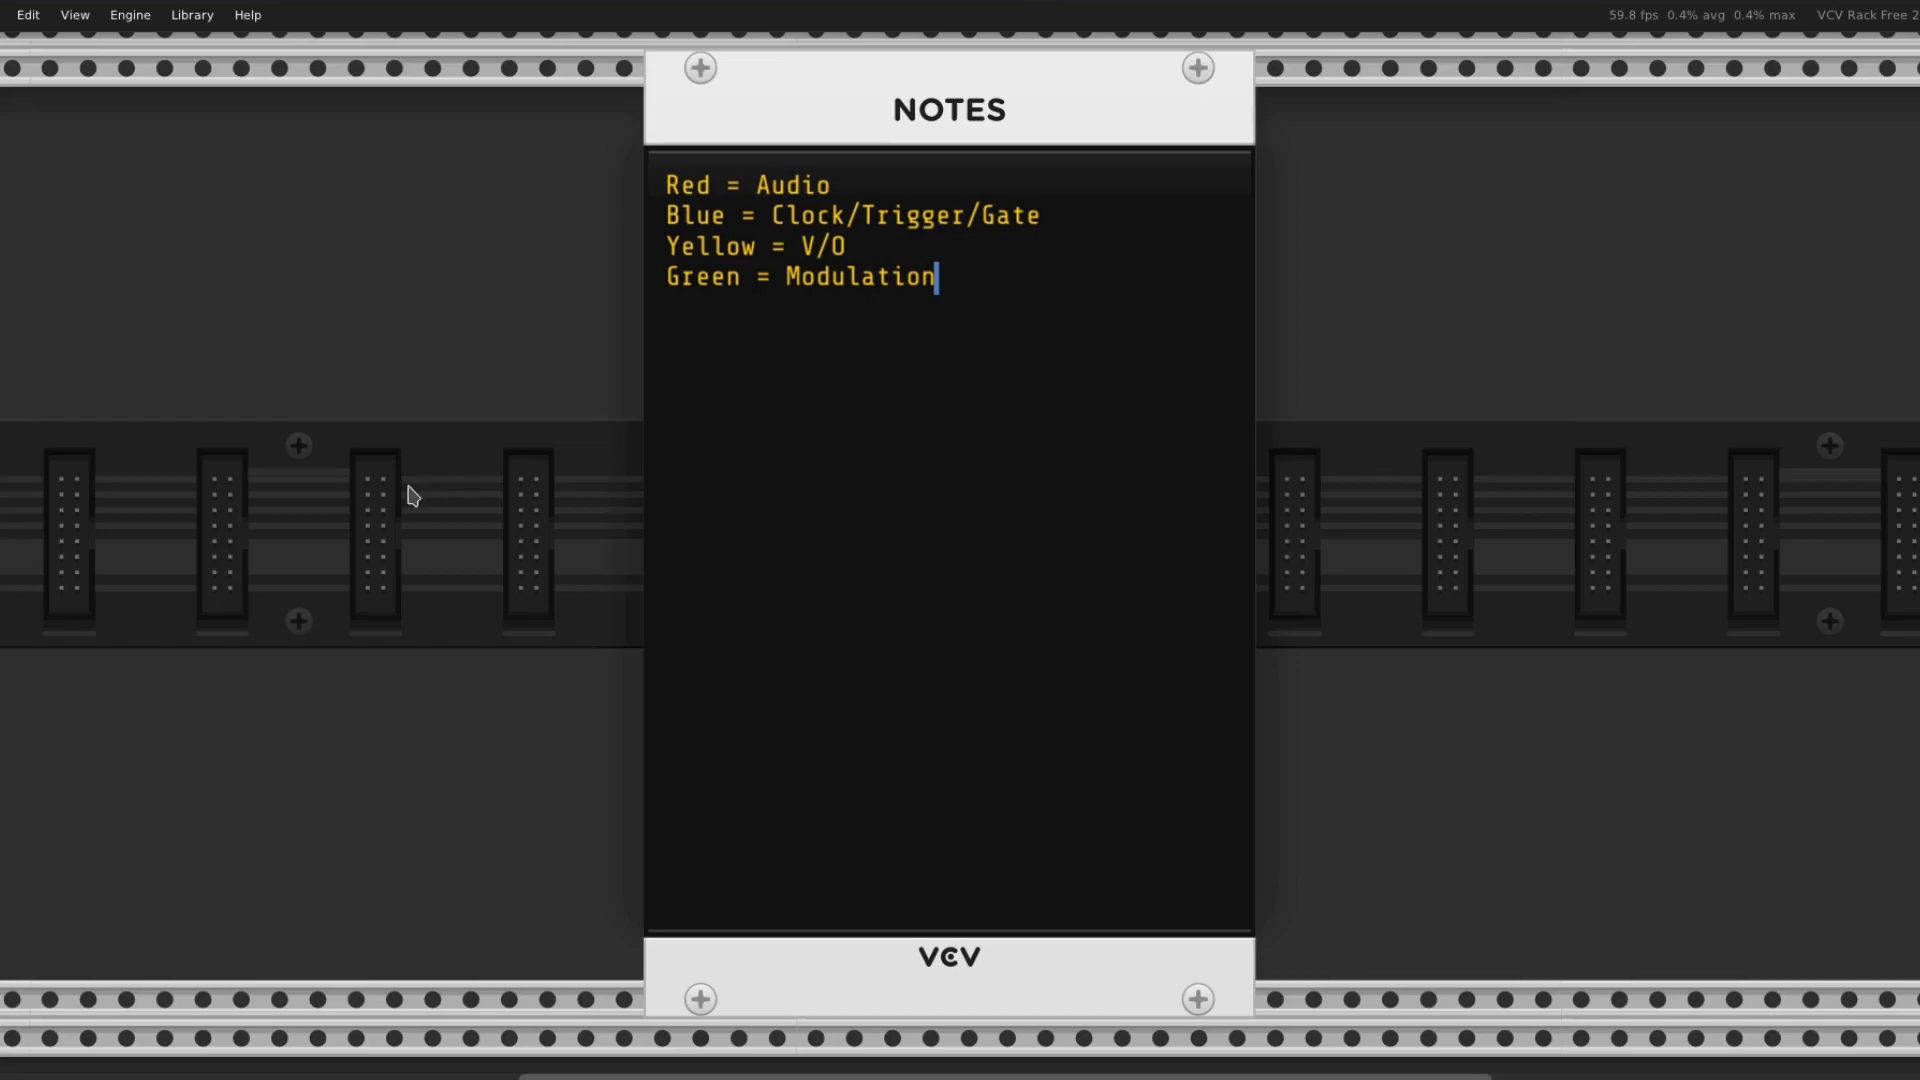 Edit View Engine Library Help 59.8 fps 0.4% avg 0.4% max VCV Rack Free 2
NOTES
Red = Audio
Blue = Clock/Trigger/Gate
Yellow = V/O
Green = Modulation
VCV